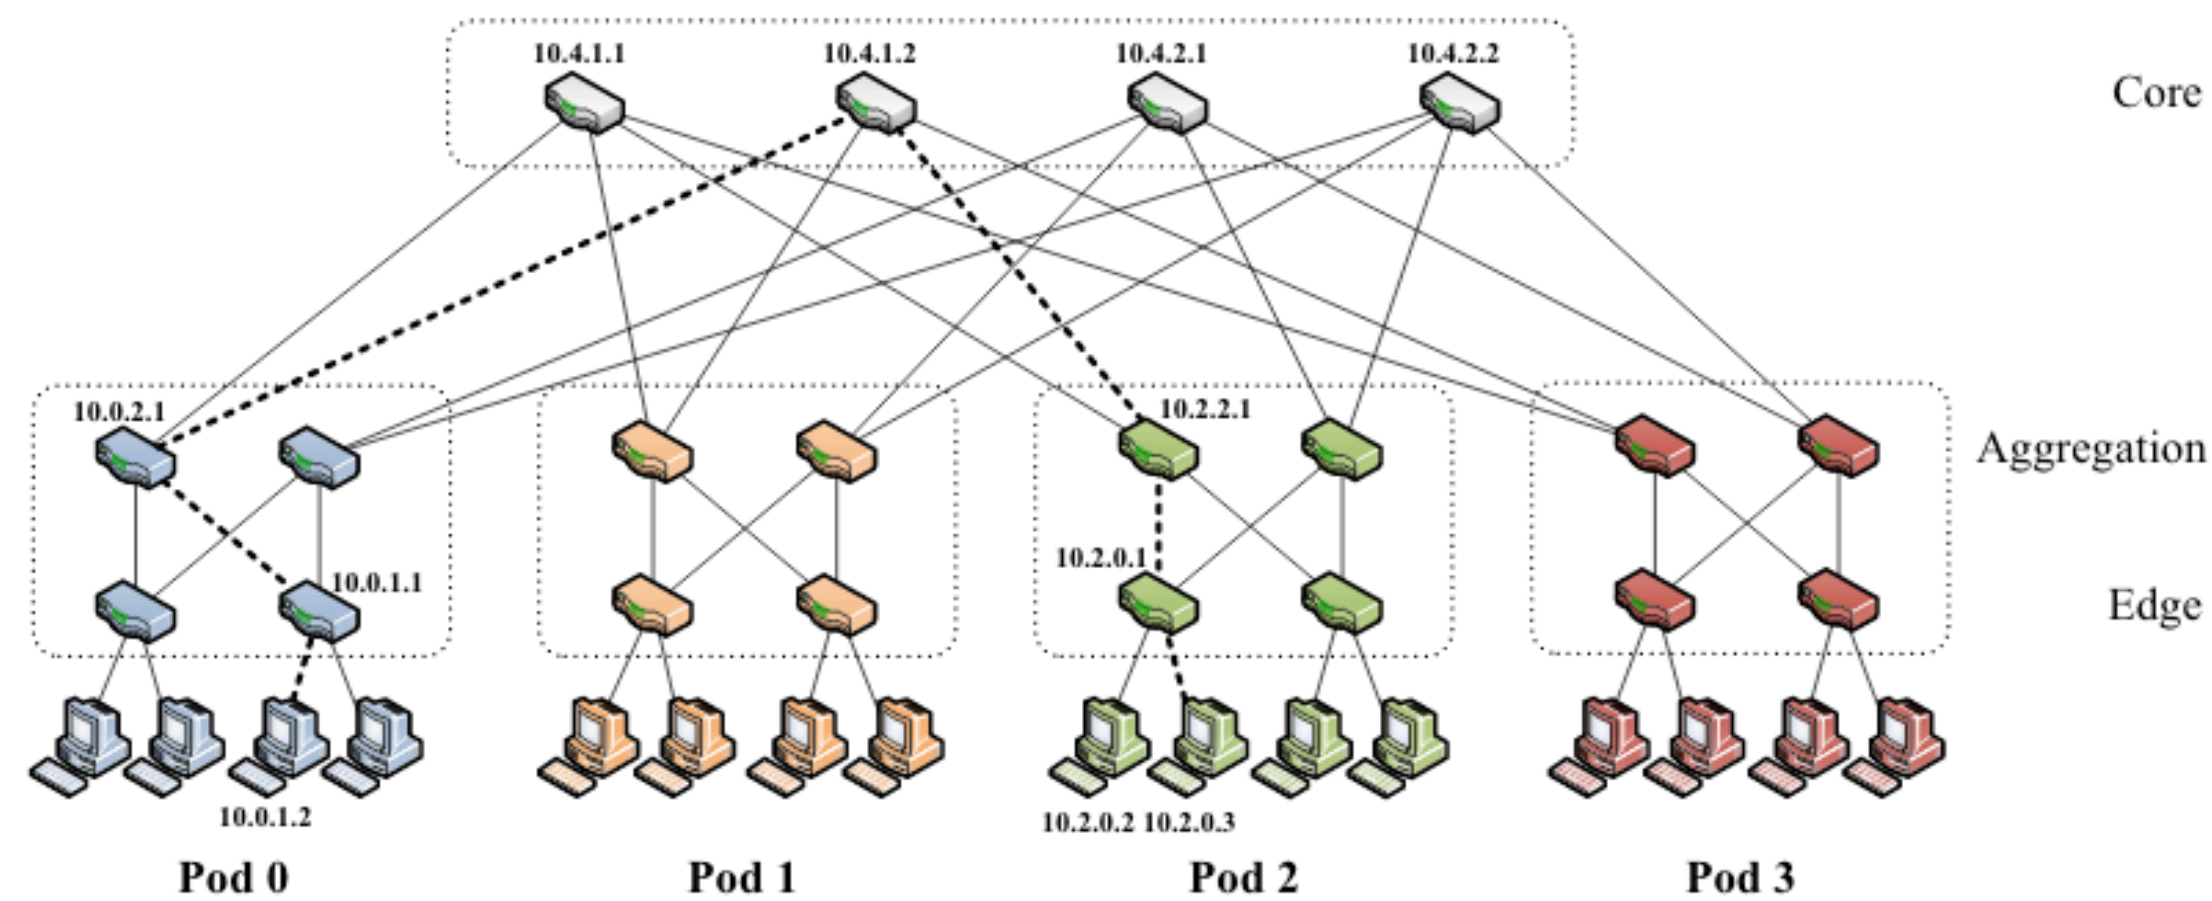 10.4.1.1 10.4.1.2 10.4.2.1 10.4.2.2
Core
10.0.2.1 10.2.2.1
Aggregation
10.2.0.1
10.0.1.1
Edge
10.0.1.2 10.2.0.2 10.2.0.3
Pod 0 Pod 1 Pod 2 Pod 3